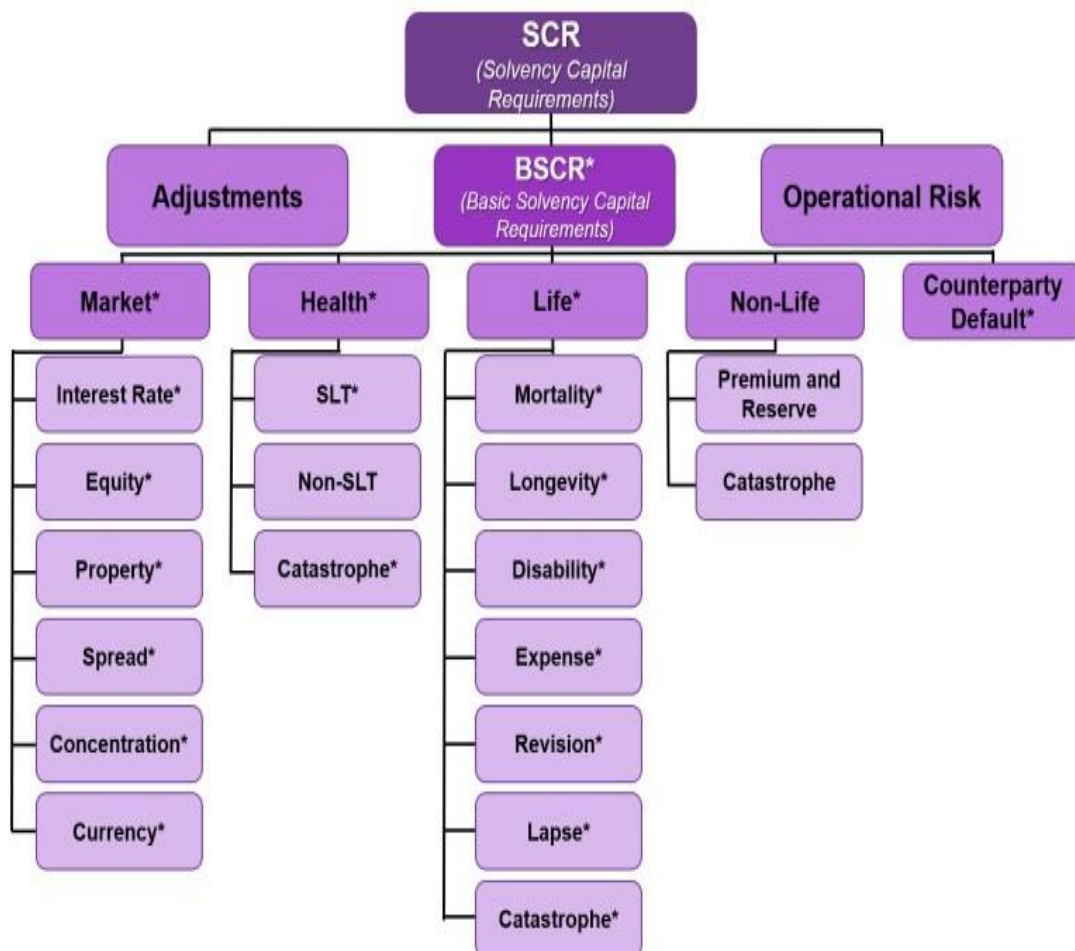 SCR
(Solvency Capital
Requirements)
Adjustments
BSCR*
(Basic Solvency Capital
Requirements)
Operational Risk
Market*
Health*
Life*
Non-Life
Counterparty
Default*
Interest Rate*
Equity*
Property*
Spread*
Concentration*
Currency*
SLT*
Non-SLT
Catastrophe*
Mortality*
Longevity*
Disability*
Expense*
Revision*
Lapse*
Catastrophe*
Premium and
Reserve
Catastrophe